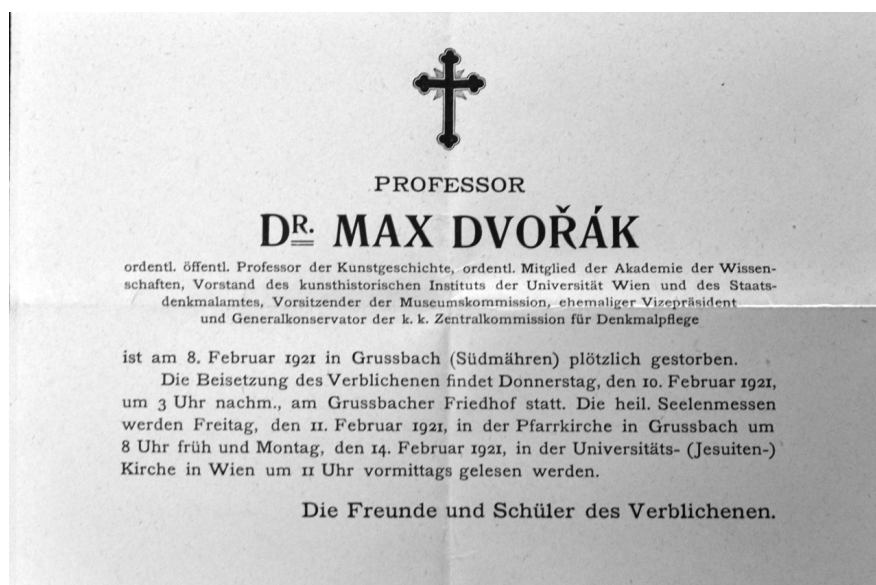 PROFESSOR
DR. MAX DVOŘÁK
ordentl. öffentl. Professor der Kunstgeschichte, ordentl. Mitglied der Akademie der Wissen-
schaften, Vorstand des kunsthistorischen Instituts der Universität Wien und des Staats-
denkmalamtes, Vorsitzender der Museumskommission, ehemaliger Vizepräsident
und Generalkonservator der k. k. Zentralkommission für Denkmalpflege
ist am 8. Februar 1921 in Grussbach (Südmähren) plötzlich gestorben.
Die Beisetzung des Verblichenen findet Donnerstag, den 10. Februar 1921,
um 3 Uhr nachm., am Grussbacher Friedhof statt. Die heil. Seelenmessen
werden Freitag, den 11. Februar 1921, in der Pfarrkirche in Grussbach um
8 Uhr früh und Montag, den 14. Februar 1921, in der Universitäts- (Jesuiten-)
Kirche in Wien um 11 Uhr vormittags gelesen werden.
Die Freunde und Schüler des Verblichenen.